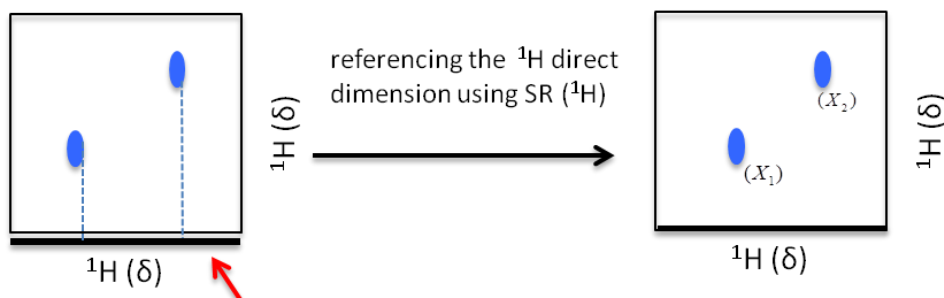 referencing the ¹H direct
dimension using SR (¹H)
¹H (δ)
¹H (δ)
(X₂)
(X₁)
¹H (δ)
¹H (δ)